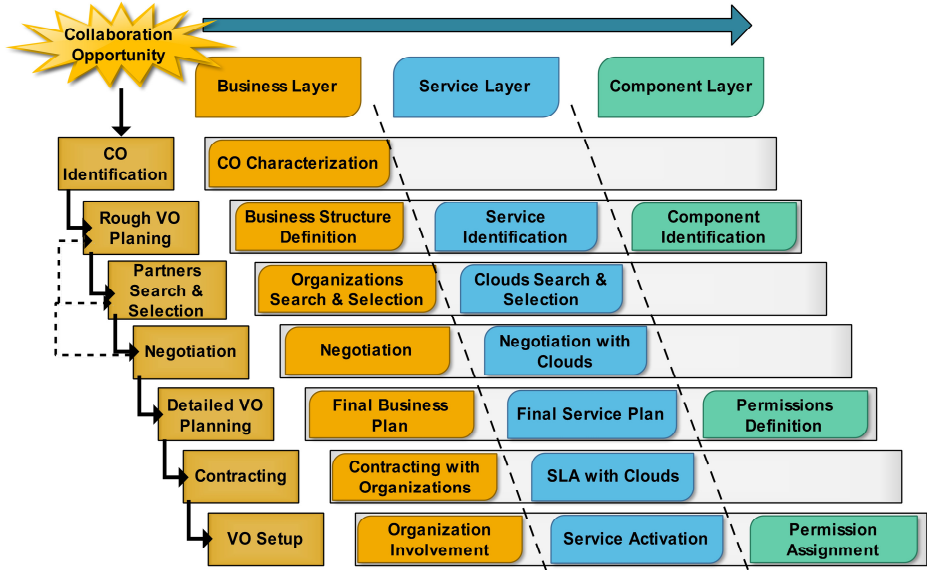 Collaboration
Opportunity
Business Layer
Service Layer
Component Layer
CO
Identification
CO Characterization
Rough VO
Planing
Business Structure
Definition
Service
Identification
Component
Identification
Partners
Search &
Selection
Organizations
Search & Selection
Clouds Search &
Selection
Negotiation
Negotiation
Negotiation with
Clouds
Detailed VO
Planning
Final Business
Plan
Final Service Plan
Permissions
Definition
Contracting
Contracting with
Organizations
SLA with Clouds
VO Setup
Organization
Involvement
Service Activation
Permission
Assignment